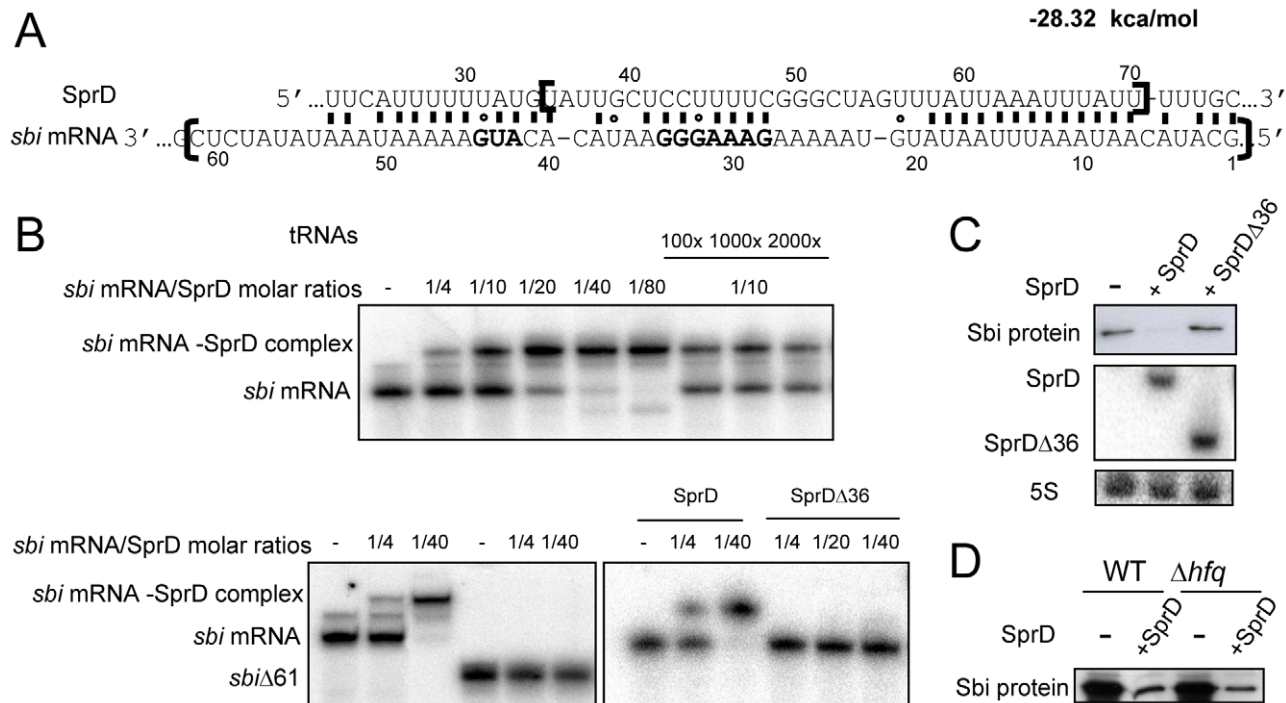 A
-28.32 kca/mol
30 40 50 60 70
SprD 5’ …UUCAUUUUUUAUG[UAUUGCUCCUUUUCGGGCUAGUUUAUUAAAUUUAUU]-UUUGC…3’
sbi mRNA 3’ …G[CUCUAUAUAAAUAAAAAGUACA-CAUAAGGGAAAGAAAAAU-GUAUAAUUUAAAUAACAUACG]…5’
60 50 40 30 20 10 1
B
tRNAs 100x 1000x 2000x
sbi mRNA/SprD molar ratios - 1/4 1/10 1/20 1/40 1/80 1/10
sbi mRNA -SprD complex
sbi mRNA
SprD SprDΔ36
sbi mRNA/SprD molar ratios - 1/4 1/40 - 1/4 1/40 - 1/4 1/40 1/4 1/20 1/40
sbi mRNA -SprD complex
sbi mRNA
sbiΔ61
C
SprD - + SprD + SprDΔ36
Sbi protein
SprD
SprDΔ36
5S
D
WT Δhfq
SprD - +SprD - +SprD
Sbi protein